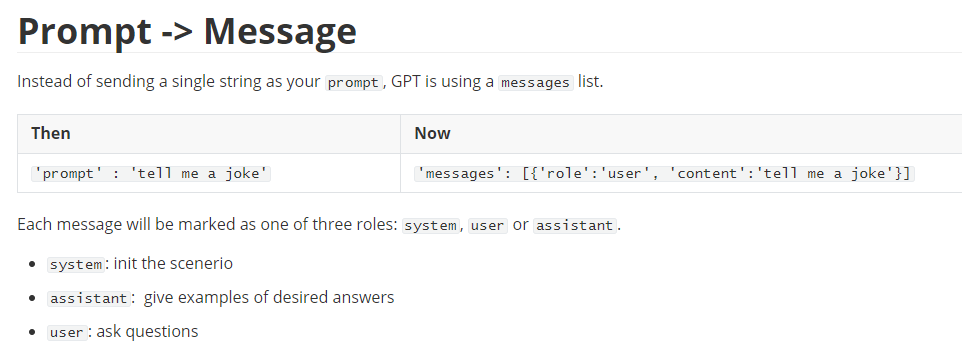 Prompt -> Message
Instead of sending a single string as your prompt, GPT is using a messages list.
Then Now
'prompt' : 'tell me a joke' 'messages': [{'role':'user', 'content':'tell me a joke'}]
Each message will be marked as one of three roles: system, user or assistant.
• system: init the scenerio
• assistant: give examples of desired answers
• user: ask questions